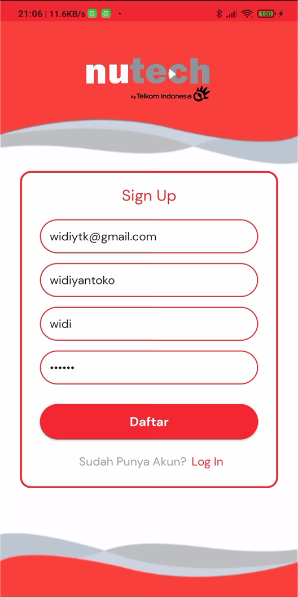 21:06 | 11.6KB/s
100
nutech
by Telkom Indonesia
Sign Up
widiytk@gmail.com
widiyantoko
widi
••••••
Daftar
Sudah Punya Akun? Log In